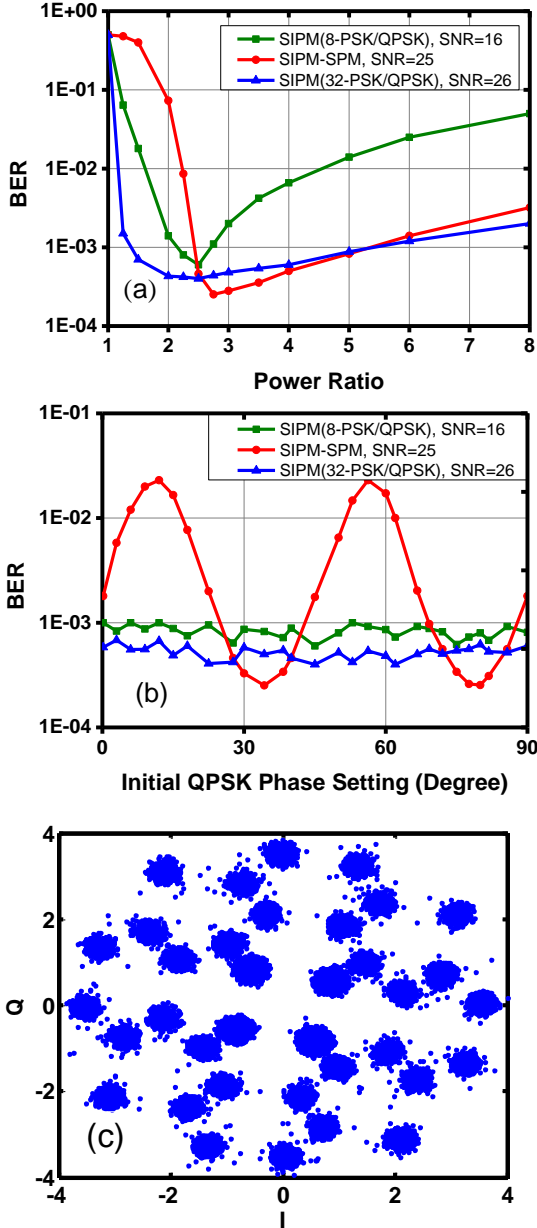 1E+00
1E-01
1E-02
1E-03
1E-04
BER
SIPM(8-PSK/QPSK), SNR=16
SIPM-SPM, SNR=25
SIPM(32-PSK/QPSK), SNR=26
(a)
1 2 3 4 5 6 7 8
Power Ratio
1E-01
1E-02
1E-03
1E-04
BER
SIPM(8-PSK/QPSK), SNR=16
SIPM-SPM, SNR=25
SIPM(32-PSK/QPSK), SNR=26
(b)
0 30 60 90
Initial QPSK Phase Setting (Degree)
4
2
0
-2
-4
Q
(c)
-4 -2 0 2 4
I